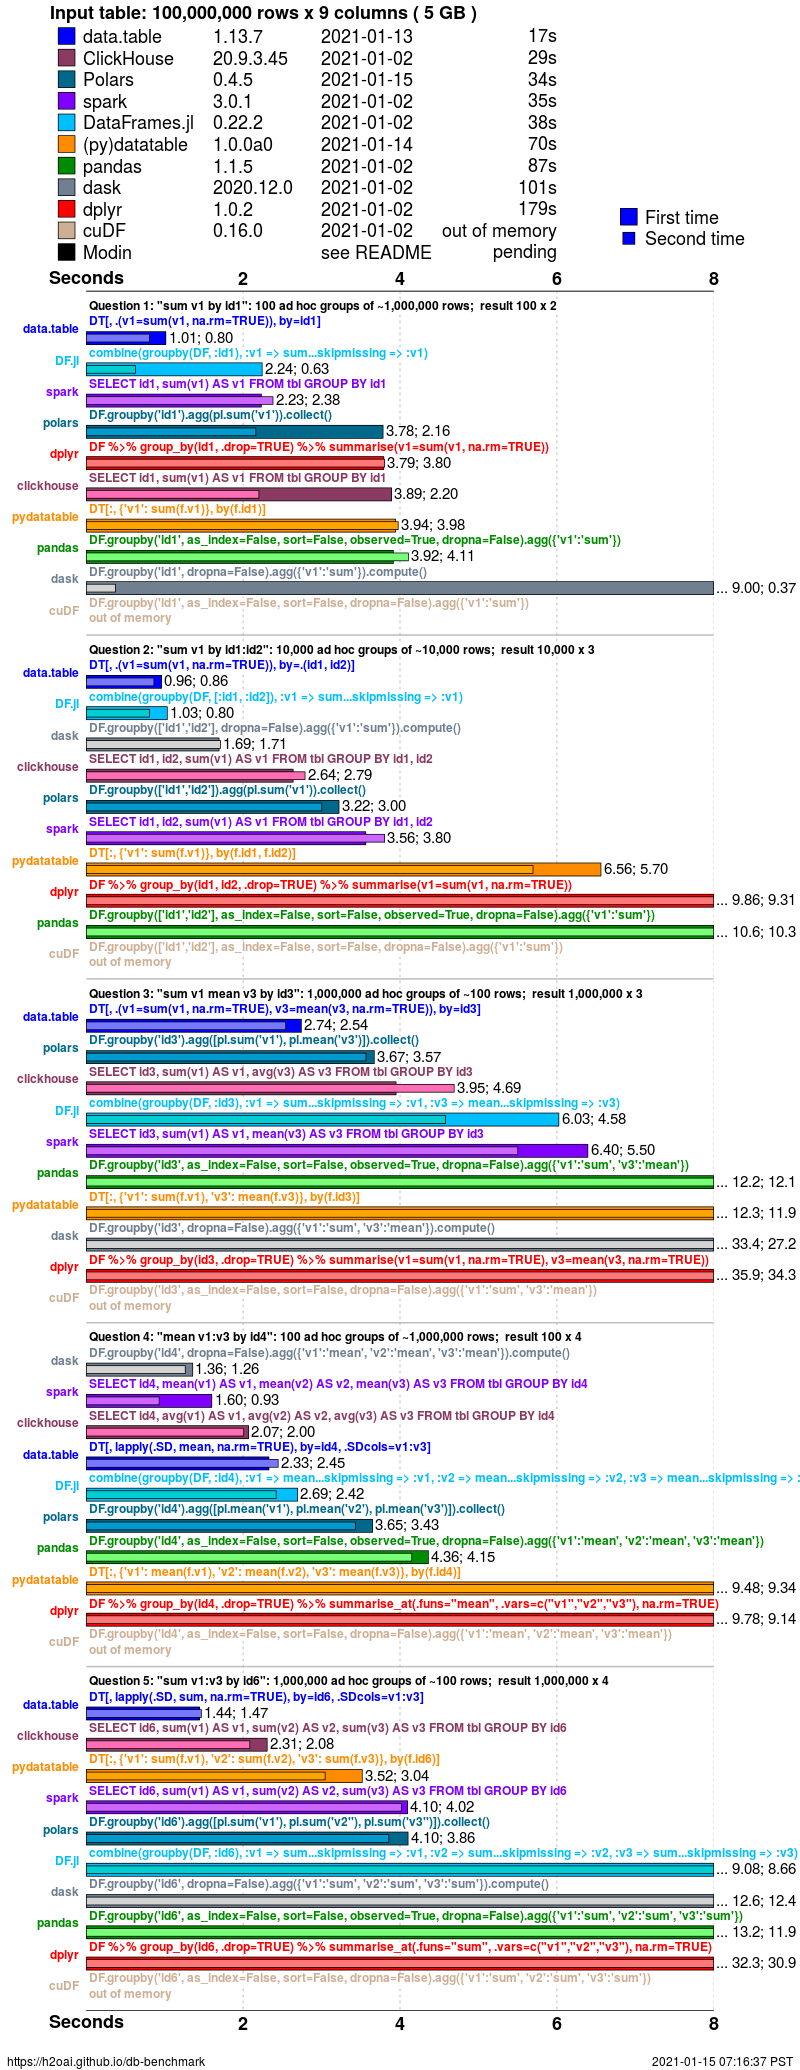 Input table: 100,000,000 rows x 9 columns ( 5 GB )
data.table 1.13.7 2021-01-13 17s
ClickHouse 20.9.3.45 2021-01-02 29s
Polars 0.4.5 2021-01-15 34s
spark 3.0.1 2021-01-02 35s
DataFrames.jl 0.22.2 2021-01-02 38s
(py)datatable 1.0.0a0 2021-01-14 70s
pandas 1.1.5 2021-01-02 87s
dask 2020.12.0 2021-01-02 101s
dplyr 1.0.2 2021-01-02 179s
cuDF 0.16.0 2021-01-02 out of memory
Modin see README pending
First time
Second time
Seconds 2 4 6 8
Question 1: "sum v1 by id1": 100 ad hoc groups of ~1,000,000 rows; result 100 x 2
DT[, .(v1=sum(v1, na.rm=TRUE)), by=id1]
data.table 1.01; 0.80
combine(groupby(DF, :id1), :v1 => sum...skipmissing => :v1)
DF.jl 2.24; 0.63
SELECT id1, sum(v1) AS v1 FROM tbl GROUP BY id1
spark 2.23; 2.38
DF.groupby('id1').agg(pl.sum('v1')).collect()
polars 3.78; 2.16
DF %>% group_by(id1, .drop=TRUE) %>% summarise(v1=sum(v1, na.rm=TRUE))
dplyr 3.79; 3.80
SELECT id1, sum(v1) AS v1 FROM tbl GROUP BY id1
clickhouse 3.89; 2.20
DT[:, {'v1': sum(f.v1)}, by(f.id1)]
pydatatable 3.94; 3.98
DF.groupby('id1', as_index=False, sort=False, observed=True, dropna=False).agg({'v1':'sum'})
pandas 3.92; 4.11
DF.groupby('id1', dropna=False).agg({'v1':'sum'}).compute()
dask ... 9.00; 0.37
DF.groupby('id1', as_index=False, sort=False, dropna=False).agg({'v1':'sum'})
cuDF out of memory
Question 2: "sum v1 by id1:id2": 10,000 ad hoc groups of ~10,000 rows; result 10,000 x 3
DT[, .(v1=sum(v1, na.rm=TRUE)), by=.(id1, id2)]
data.table 0.96; 0.86
combine(groupby(DF, [:id1, :id2]), :v1 => sum...skipmissing => :v1)
DF.jl 1.03; 0.80
DF.groupby(['id1','id2'], dropna=False).agg({'v1':'sum'}).compute()
dask 1.69; 1.71
SELECT id1, id2, sum(v1) AS v1 FROM tbl GROUP BY id1, id2
clickhouse 2.64; 2.79
DF.groupby(['id1','id2']).agg(pl.sum('v1')).collect()
polars 3.22; 3.00
SELECT id1, id2, sum(v1) AS v1 FROM tbl GROUP BY id1, id2
spark 3.56; 3.80
DT[:, {'v1': sum(f.v1)}, by(f.id1, f.id2)]
pydatatable 6.56; 5.70
DF %>% group_by(id1, id2, .drop=TRUE) %>% summarise(v1=sum(v1, na.rm=TRUE))
dplyr ... 9.86; 9.31
DF.groupby(['id1','id2'], as_index=False, sort=False, observed=True, dropna=False).agg({'v1':'sum'})
pandas ... 10.6; 10.3
DF.groupby(['id1','id2'], as_index=False, sort=False, dropna=False).agg({'v1':'sum'})
cuDF out of memory
Question 3: "sum v1 mean v3 by id3": 1,000,000 ad hoc groups of ~100 rows; result 1,000,000 x 3
DT[, .(v1=sum(v1, na.rm=TRUE), v3=mean(v3, na.rm=TRUE)), by=id3]
data.table 2.74; 2.54
DF.groupby('id3').agg([pl.sum('v1'), pl.mean('v3')]).collect()
polars 3.67; 3.57
SELECT id3, sum(v1) AS v1, avg(v3) AS v3 FROM tbl GROUP BY id3
clickhouse 3.95; 4.69
combine(groupby(DF, :id3), :v1 => sum...skipmissing => :v1, :v3 => mean...skipmissing => :v3)
DF.jl 6.03; 4.58
SELECT id3, sum(v1) AS v1, mean(v3) AS v3 FROM tbl GROUP BY id3
spark 6.40; 5.50
DF.groupby('id3', as_index=False, sort=False, observed=True, dropna=False).agg({'v1':'sum', 'v3':'mean'})
pandas ... 12.2; 12.1
DT[:, {'v1': sum(f.v1), 'v3': mean(f.v3)}, by(f.id3)]
pydatatable ... 12.3; 11.9
DF.groupby('id3', dropna=False).agg({'v1':'sum', 'v3':'mean'}).compute()
dask ... 33.4; 27.2
DF %>% group_by(id3, .drop=TRUE) %>% summarise(v1=sum(v1, na.rm=TRUE), v3=mean(v3, na.rm=TRUE))
dplyr ... 35.9; 34.3
DF.groupby('id3', as_index=False, sort=False, dropna=False).agg({'v1':'sum', 'v3':'mean'})
cuDF out of memory
Question 4: "mean v1:v3 by id4": 100 ad hoc groups of ~1,000,000 rows; result 100 x 4
DF.groupby('id4', dropna=False).agg({'v1':'mean', 'v2':'mean', 'v3':'mean'}).compute()
dask 1.36; 1.26
SELECT id4, mean(v1) AS v1, mean(v2) AS v2, mean(v3) AS v3 FROM tbl GROUP BY id4
spark 1.60; 0.93
SELECT id4, avg(v1) AS v1, avg(v2) AS v2, avg(v3) AS v3 FROM tbl GROUP BY id4
clickhouse 2.07; 2.00
DT[, lapply(.SD, mean, na.rm=TRUE), by=id4, .SDcols=v1:v3]
data.table 2.33; 2.45
combine(groupby(DF, :id4), :v1 => mean...skipmissing => :v1, :v2 => mean...skipmissing => :v2, :v3 => mean...skipmissing => :
DF.jl 2.69; 2.42
DF.groupby('id4').agg([pl.mean('v1'), pl.mean('v2'), pl.mean('v3')]).collect()
polars 3.65; 3.43
DF.groupby('id4', as_index=False, sort=False, observed=True, dropna=False).agg({'v1':'mean', 'v2':'mean', 'v3':'mean'})
pandas 4.36; 4.15
DT[:, {'v1': mean(f.v1), 'v2': mean(f.v2), 'v3': mean(f.v3)}, by(f.id4)]
pydatatable ... 9.48; 9.34
DF %>% group_by(id4, .drop=TRUE) %>% summarise_at(.funs="mean", .vars=c("v1","v2","v3"), na.rm=TRUE)
dplyr ... 9.78; 9.14
DF.groupby('id4', as_index=False, sort=False, dropna=False).agg({'v1':'mean', 'v2':'mean', 'v3':'mean'})
cuDF out of memory
Question 5: "sum v1:v3 by id6": 1,000,000 ad hoc groups of ~100 rows; result 1,000,000 x 4
DT[, lapply(.SD, sum, na.rm=TRUE), by=id6, .SDcols=v1:v3]
data.table 1.44; 1.47
SELECT id6, sum(v1) AS v1, sum(v2) AS v2, sum(v3) AS v3 FROM tbl GROUP BY id6
clickhouse 2.31; 2.08
DT[:, {'v1': sum(f.v1), 'v2': sum(f.v2), 'v3': sum(f.v3)}, by(f.id6)]
pydatatable 3.52; 3.04
SELECT id6, sum(v1) AS v1, sum(v2) AS v2, sum(v3) AS v3 FROM tbl GROUP BY id6
spark 4.10; 4.02
DF.groupby('id6').agg([pl.sum('v1'), pl.sum('v2"), pl.sum('v3")]).collect()
polars 4.10; 3.86
combine(groupby(DF, :id6), :v1 => sum...skipmissing => :v1, :v2 => sum...skipmissing => :v2, :v3 => sum...skipmissing => :v3)
DF.jl ... 9.08; 8.66
DF.groupby('id6', dropna=False).agg({'v1':'sum', 'v2':'sum', 'v3':'sum'}).compute()
dask ... 12.6; 12.4
DF.groupby('id6', as_index=False, sort=False, observed=True, dropna=False).agg({'v1':'sum', 'v2':'sum', 'v3':'sum'})
pandas ... 13.2; 11.9
DF %>% group_by(id6, .drop=TRUE) %>% summarise_at(.funs="sum", .vars=c("v1","v2","v3"), na.rm=TRUE)
dplyr ... 32.3; 30.9
DF.groupby('id6', as_index=False, sort=False, dropna=False).agg({'v1':'sum', 'v2':'sum', 'v3':'sum'})
cuDF out of memory
Seconds 2 4 6 8
https://h2oai.github.io/db-benchmark 2021-01-15 07:16:37 PST